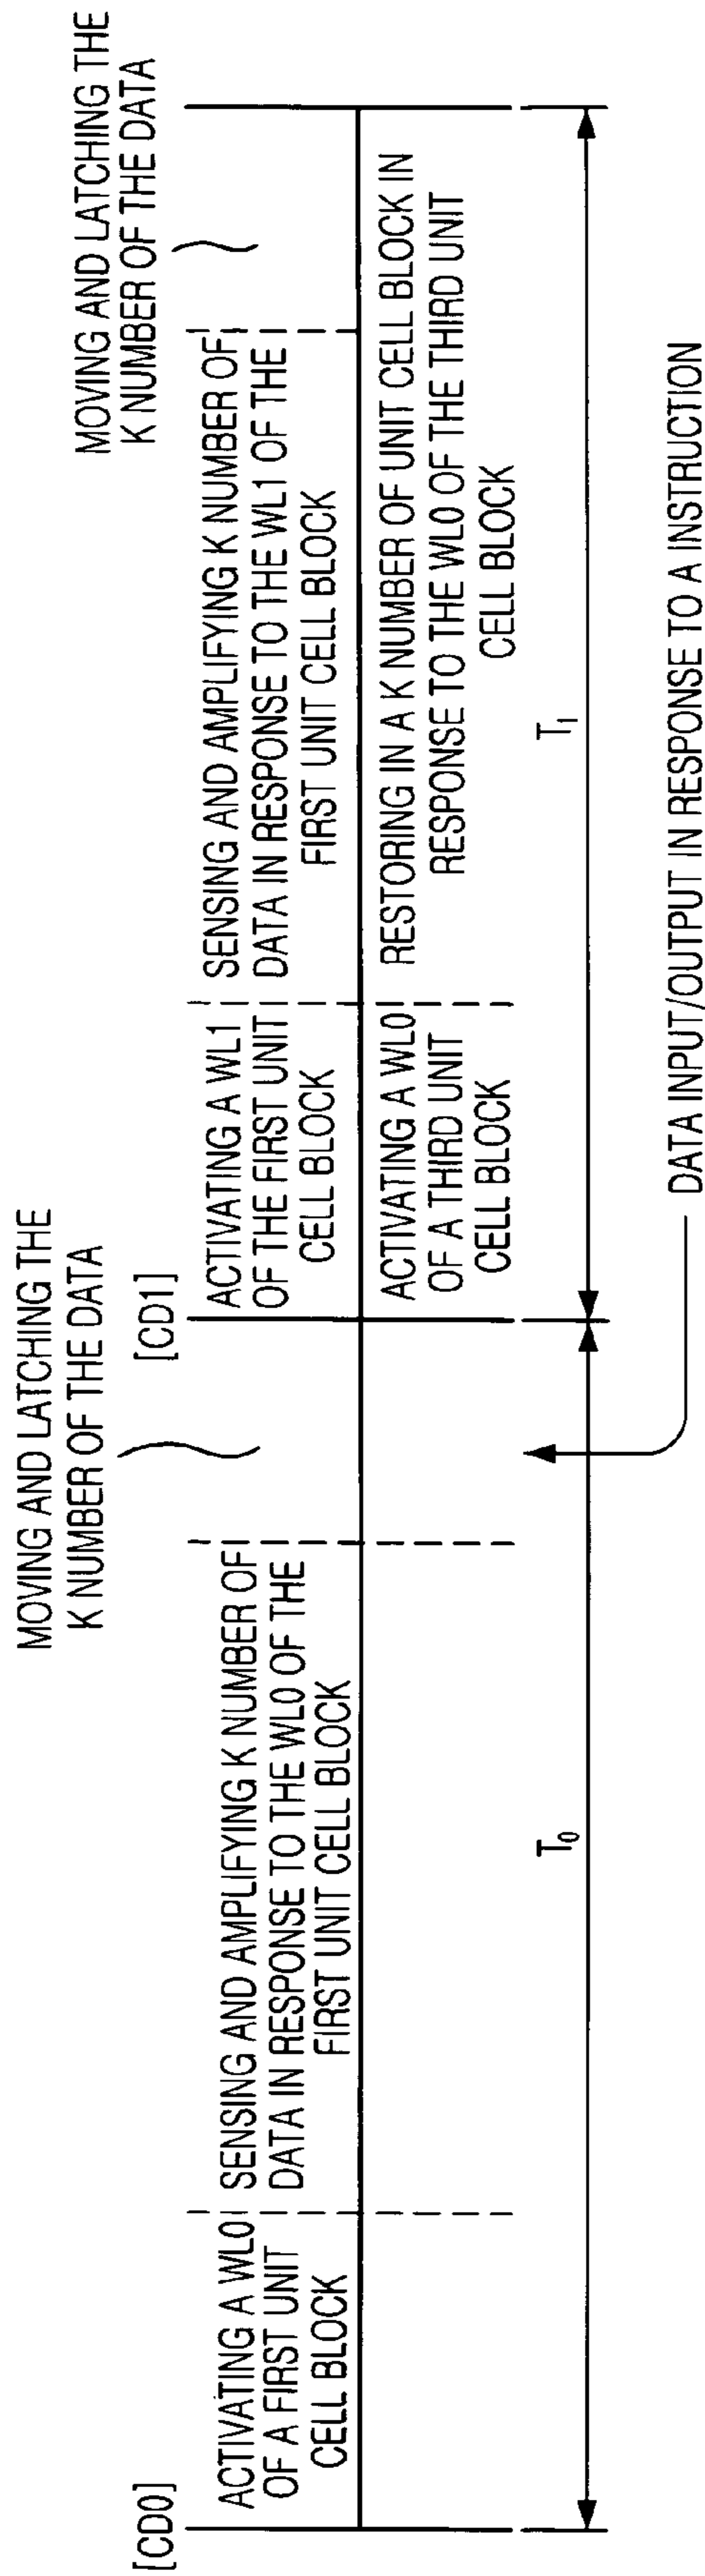 MOVING AND LATCHING THE
K NUMBER OF THE DATA
MOVING AND LATCHING THE
K NUMBER OF THE DATA
[CD0]
[CD1]
ACTIVATING A WL0
OF A FIRST UNIT
CELL BLOCK
SENSING AND AMPLIFYING K NUMBER OF
DATA IN RESPONSE TO THE WL0 OF THE
FIRST UNIT CELL BLOCK
ACTIVATING A WL1
OF THE FIRST UNIT
CELL BLOCK
SENSING AND AMPLIFYING K NUMBER OF
DATA IN RESPONSE TO THE WL1 OF THE
FIRST UNIT CELL BLOCK
ACTIVATING A WL0
OF A THIRD UNIT
CELL BLOCK
RESTORING IN A K NUMBER OF UNIT CELL BLOCK IN
RESPONSE TO THE WL0 OF THE THIRD UNIT
CELL BLOCK
T0
T1
DATA INPUT/OUTPUT IN RESPONSE TO A INSTRUCTION